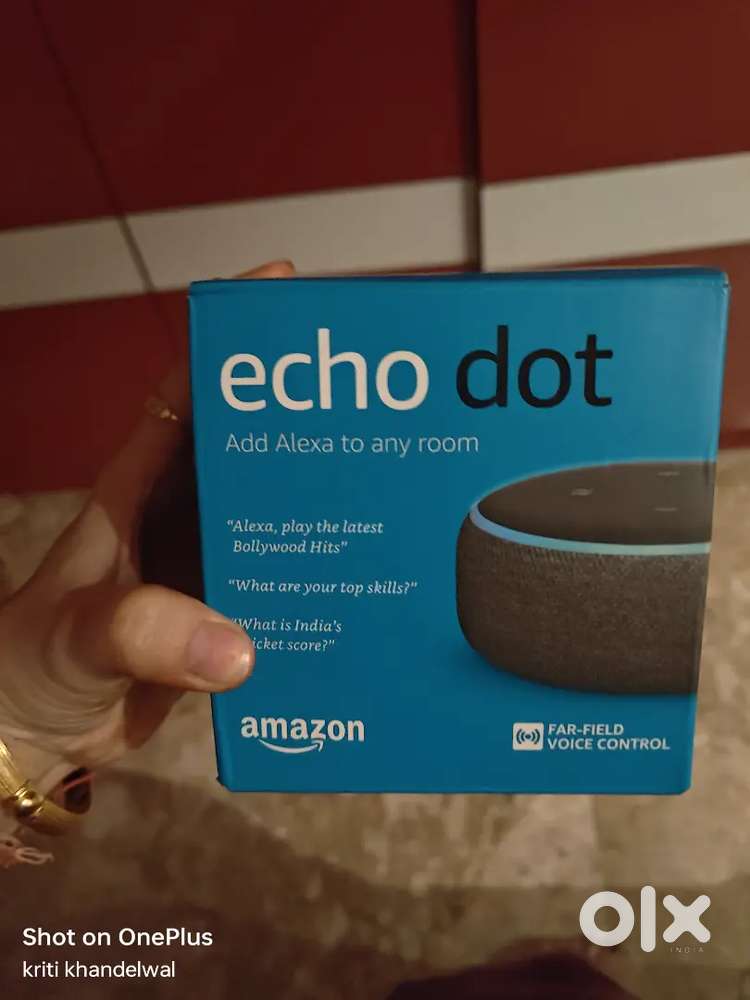 echo dot
Add Alexa to any room
“Alexa, play the latest
Bollywood Hits”
“What are your top skills?”
“What is India’s
score?”
amazon
FAR-FIELD
VOICE CONTROL
Shot on OnePlus
kriti khandelwal
olx
INDIA